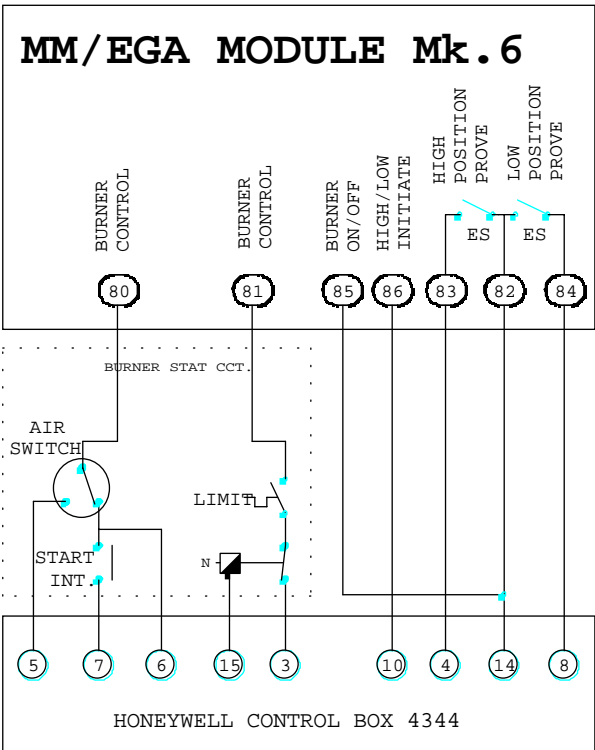 MM/EGA MODULE Mk.6
BURNER
CONTROL
BURNER
CONTROL
BURNER
ON/OFF
HIGH/LOW
INITIATE
HIGH
POSITION
PROVE
LOW
POSITION
PROVE
ES
ES
80
81
85
86
83
82
84
BURNER STAT CCT.
AIR
SWITCH
LIMIT
START
INT.
N
5
7
6
15
3
10
4
14
8
HONEYWELL CONTROL BOX 4344